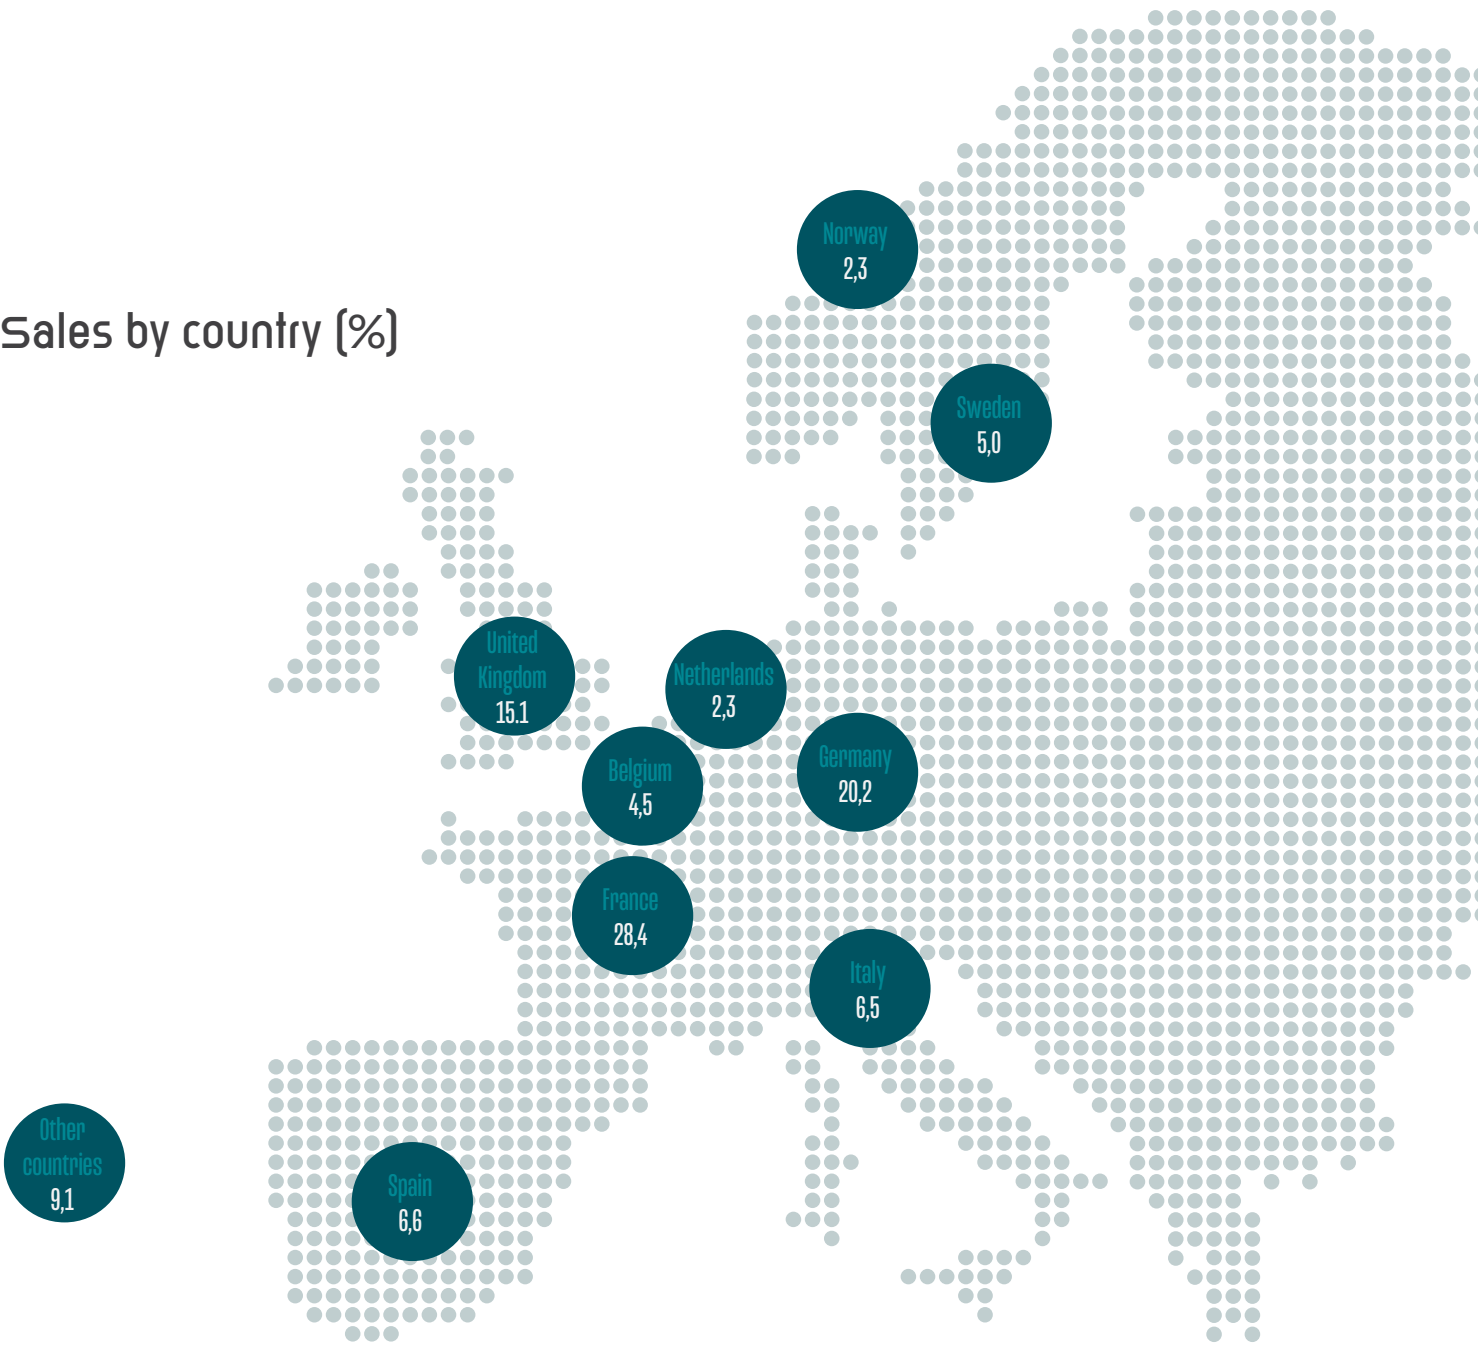 Norway
2,3
Sales by country (%)
Sweden
5,0
United
Kingdom
15.1
Netherlands
2,3
Belgium
4,5
Germany
20,2
France
28,4
Italy
6,5
Other
countries
9,1
Spain
6,6